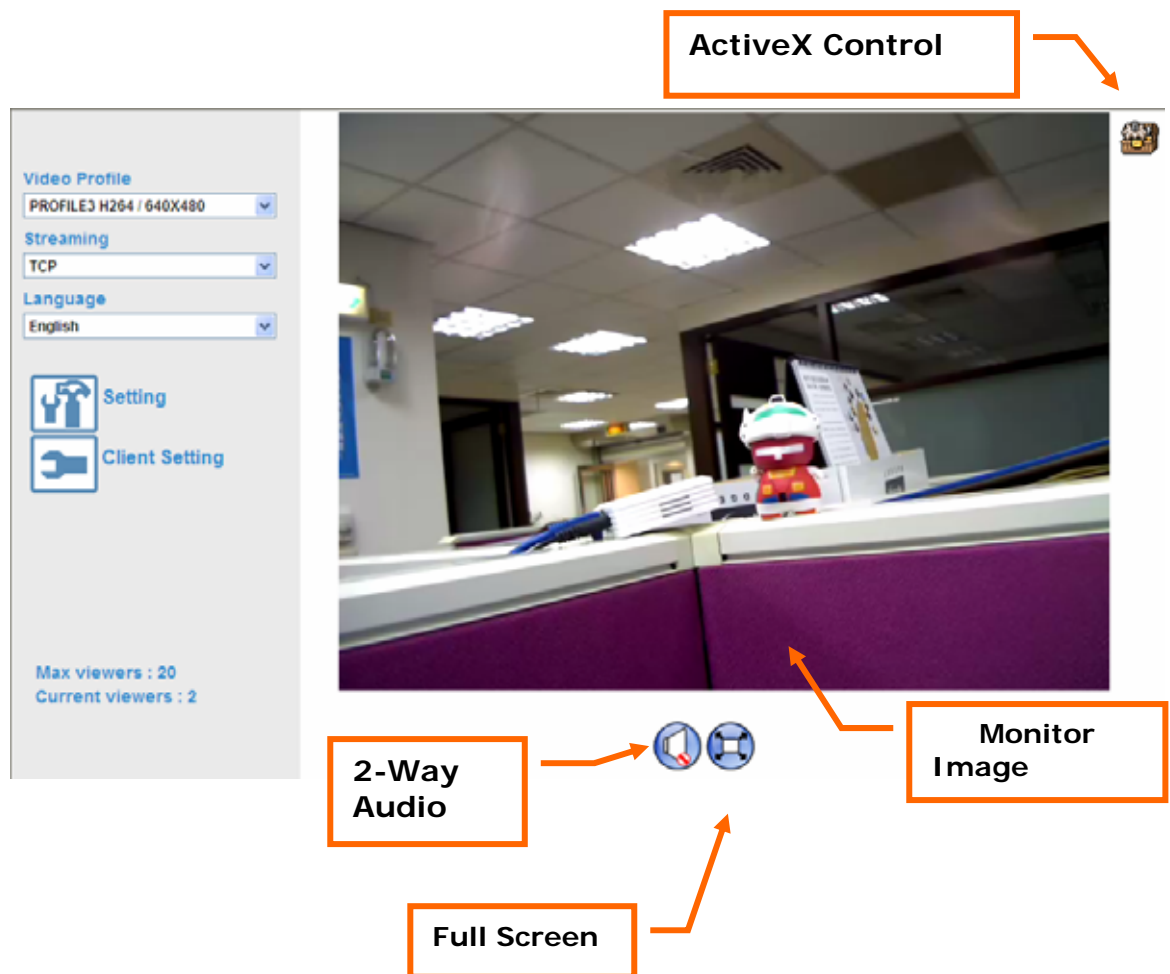 ActiveX Control
Video Profile
PROFILE3 H264 / 640X480
Streaming
TCP
Language
English
Setting
Client Setting
Max viewers : 20
Current viewers : 2
2-Way
Audio
Monitor
Image
Full Screen